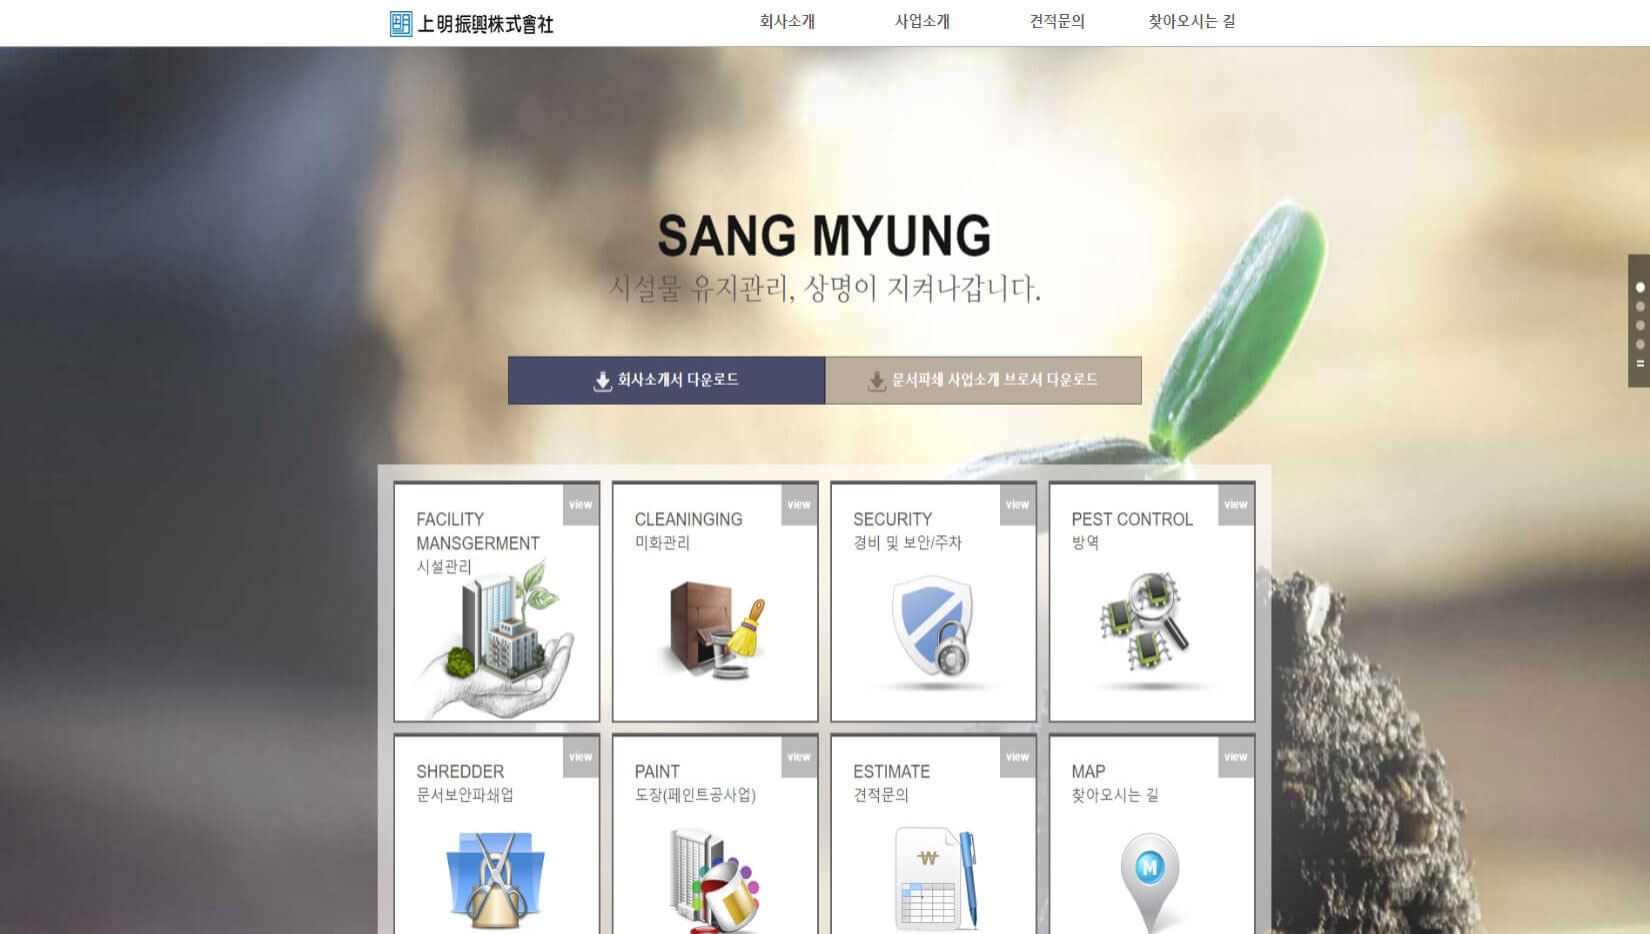 上明振興株式會社
회사소개
사업소개
견적문의
찾아오시는 길
SANG MYUNG
시설물 유지관리, 상명이 지켜나갑니다.
회사소개서 다운로드
문서파쇄 사업소개 브로셔 다운로드
FACILITY
MANSGERMENT
시설관리
view
CLEANINGING
미화관리
view
SECURITY
경비 및 보안/주차
view
PEST CONTROL
방역
view
SHREDDER
문서보안파쇄업
view
PAINT
도장(페인트공사업)
view
ESTIMATE
견적문의
view
₩
MAP
찾아오시는 길
view
M